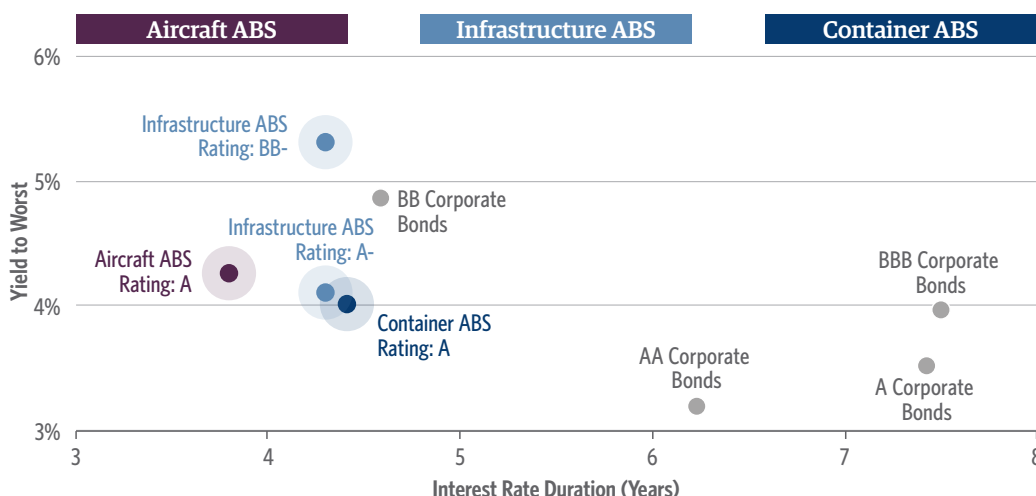 Aircraft ABS
Infrastructure ABS
Container ABS
6%
5%
4%
3%
Yield to Worst
Infrastructure ABS
Rating: BB-
BB Corporate
Bonds
Infrastructure ABS
Rating: A-
Aircraft ABS
Rating: A
Container ABS
Rating: A
BBB Corporate
Bonds
AA Corporate
Bonds
A Corporate
Bonds
3
4
5
6
7
8
Interest Rate Duration (Years)